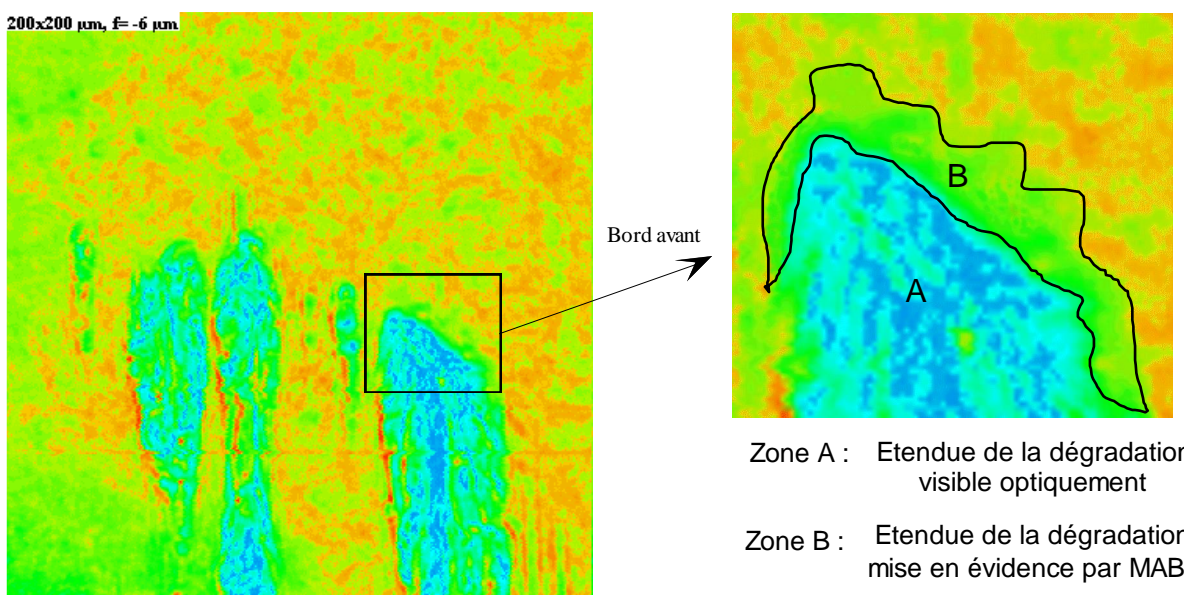 200x200 µm, f= -6 µm
Bord avant
B
A
Zone A : Etendue de la dégradation
visible optiquement
Zone B : Etendue de la dégradation
mise en évidence par MAB